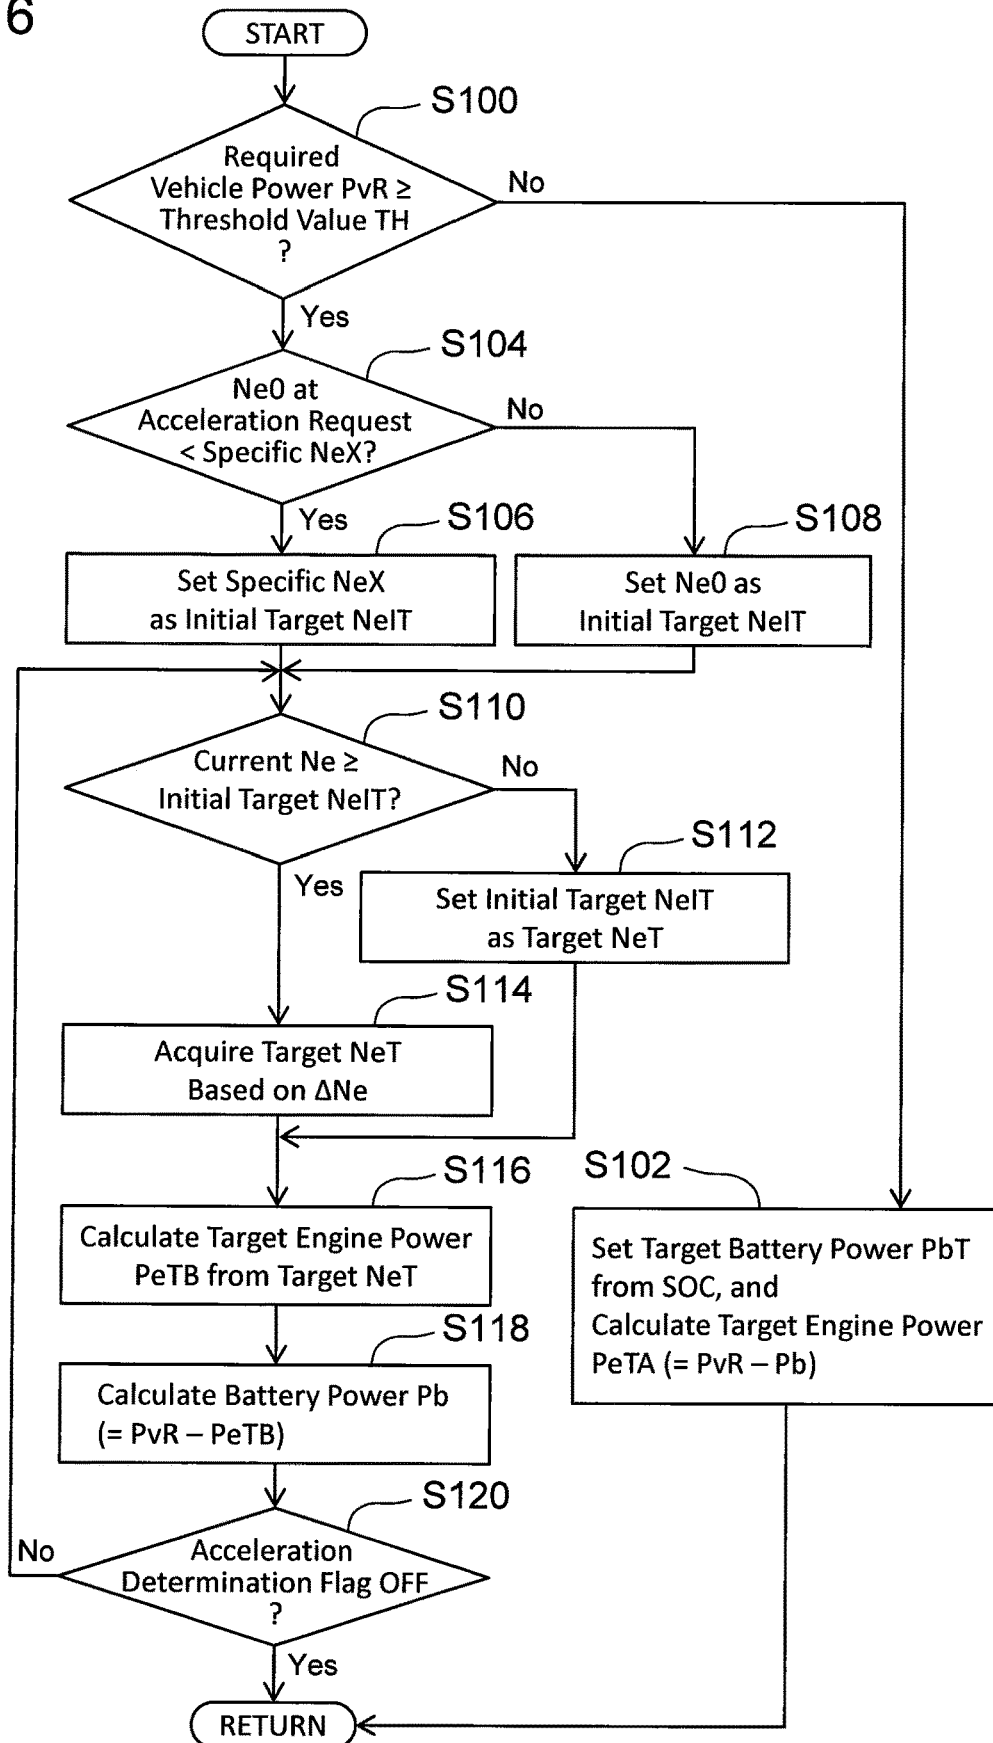 6
START
S100
Required
Vehicle Power PvR ≥
Threshold Value TH
?
No
Yes
S104
Ne0 at
Acceleration Request
< Specific NeX?
No
Yes
S106
S108
Set Specific NeX
as Initial Target NeIT
Set Ne0 as
Initial Target NeIT
S110
Current Ne ≥
Initial Target NeIT?
No
Yes
S112
Set Initial Target NeIT
as Target NeT
S114
Acquire Target NeT
Based on ΔNe
S116
S102
Calculate Target Engine Power
PeTB from Target NeT
Set Target Battery Power PbT
from SOC, and
Calculate Target Engine Power
PeTA (= PvR – Pb)
S118
Calculate Battery Power Pb
(= PvR – PeTB)
S120
No
Acceleration
Determination Flag OFF
?
Yes
RETURN